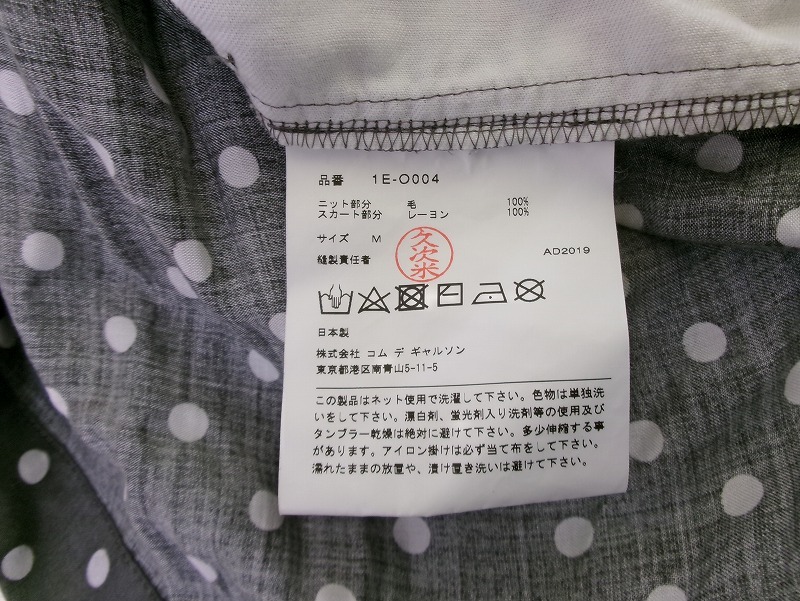 品番 1E-O004
ニット部分 毛 100%
スカート部分 レーヨン 100%
サイズ M
縫製責任者 久次米 AD2019
日本製
株式会社 コム デ ギャルソン
東京都港区南青山5-11-5
この製品はネット使用で洗濯して下さい。色物は単独洗
いをして下さい。漂白剤、蛍光剤入り洗剤等の使用及び
タンブラー乾燥は絶対に避けて下さい。多少伸縮する事
があります。アイロン掛けは必ず当て布をして下さい。
濡れたままの放置や、漬け置き洗いは避けて下さい。